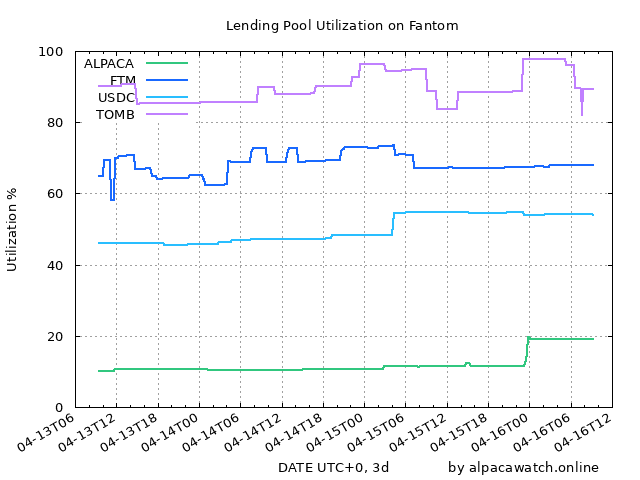 Lending Pool Utilization on Fantom
ALPACA
FTM
USDC
TOMB
100
80
60
40
20
0
Utilization %
04-13T06
04-13T12
04-13T18
04-14T00
04-14T06
04-14T12
04-14T18
04-15T00
04-15T06
04-15T12
04-15T18
04-16T00
04-16T06
04-16T12
DATE UTC+0, 3d
by alpacawatch.online